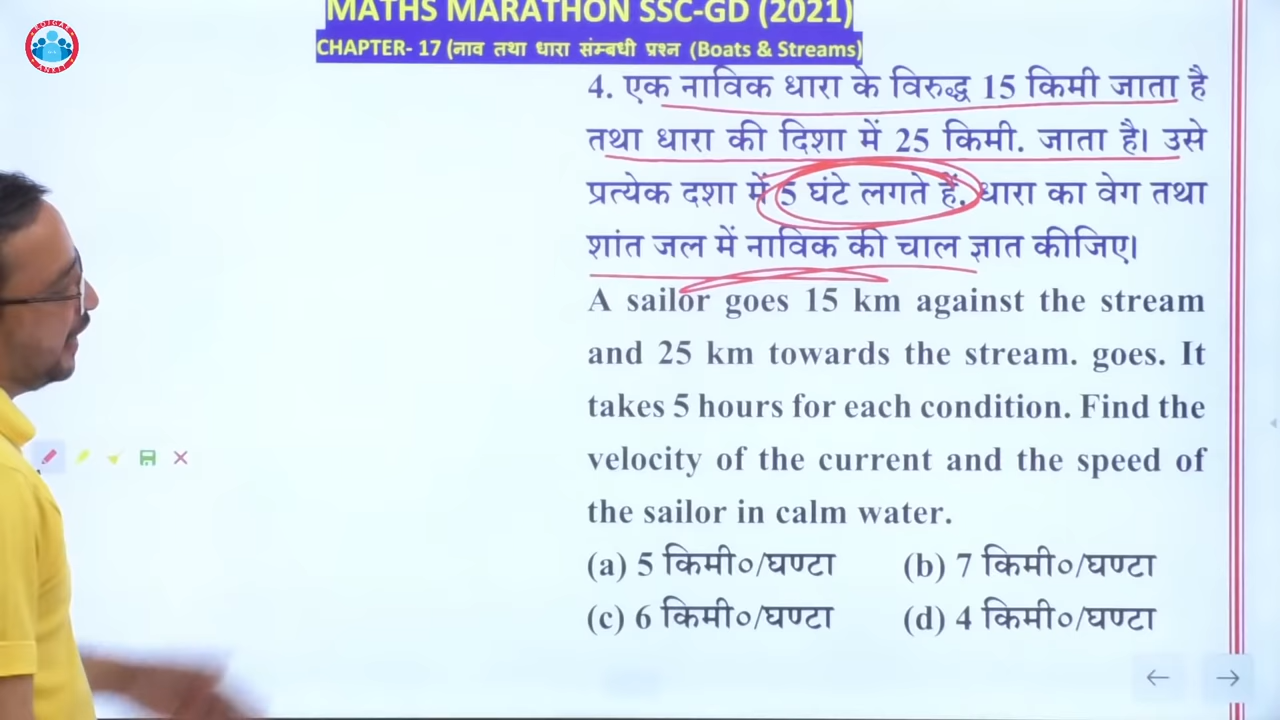 MATHS MARATHON SSC-GD (2021)
CHAPTER- 17 (नाव तथा धारा संम्बधी प्रश्न (Boats & Streams)
4. एक नाविक धारा के विरुद्ध 15 किमी जाता है
तथा धारा की दिशा में 25 किमी. जाता है। उसे
प्रत्येक दशा में 5 घंटे लगते हैं. धारा का वेग तथा
शांत जल में नाविक की चाल ज्ञात कीजिए।
A sailor goes 15 km against the stream
and 25 km towards the stream. goes. It
takes 5 hours for each condition. Find the
velocity of the current and the speed of
the sailor in calm water.
(a) 5 किमी०/घण्टा (b) 7 किमी०/घण्टा
(c) 6 किमी०/घण्टा (d) 4 किमी०/घण्टा